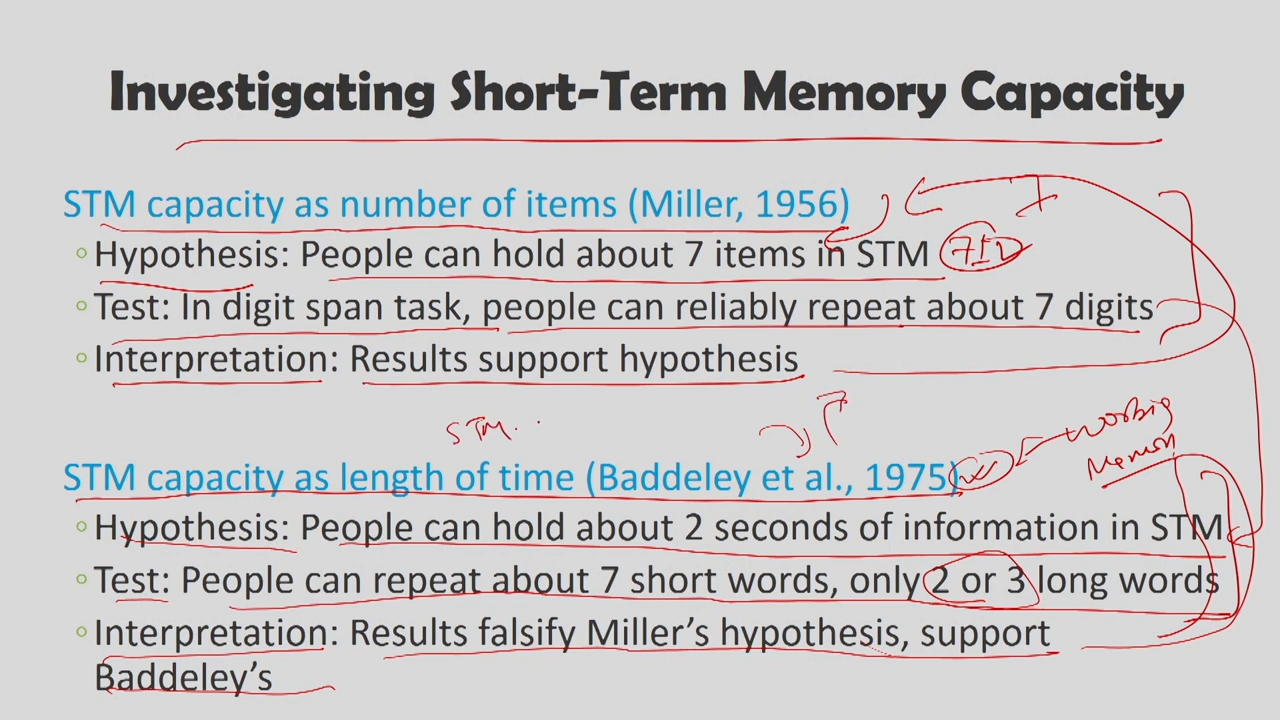 Investigating Short-Term Memory Capacity
STM capacity as number of items (Miller, 1956)
◦Hypothesis: People can hold about 7 items in STM
◦Test: In digit span task, people can reliably repeat about 7 digits
◦Interpretation: Results support hypothesis
STM
Working
Memory
STM capacity as length of time (Baddeley et al., 1975)
◦Hypothesis: People can hold about 2 seconds of information in STM
◦Test: People can repeat about 7 short words, only 2 or 3 long words
◦Interpretation: Results falsify Miller’s hypothesis, support
Baddeley’s